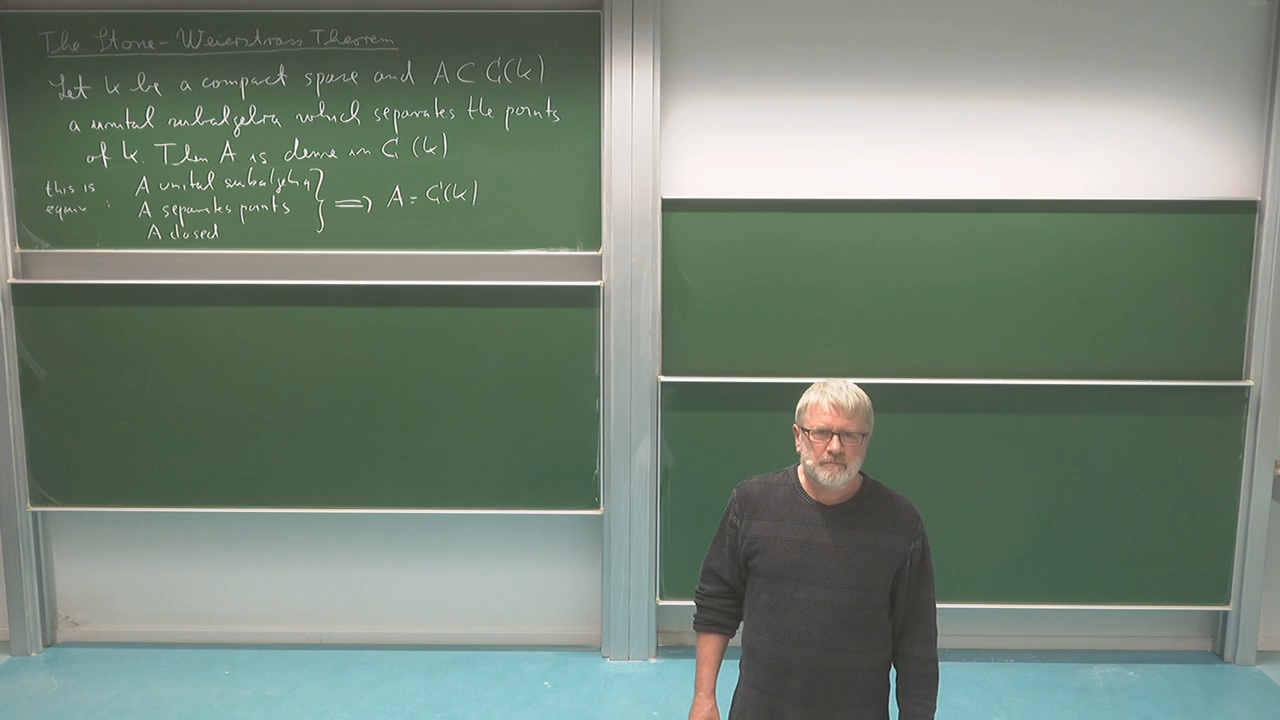 The Stone-Weierstrass Theorem
Let K be a compact space and A ⊂ C(K)
a unital subalgebra which separates the points
of K. Then A is dense in C(K)
this is equiv:
A unital subalgebra
A separates points
A closed
} ⟹ A = C(K)